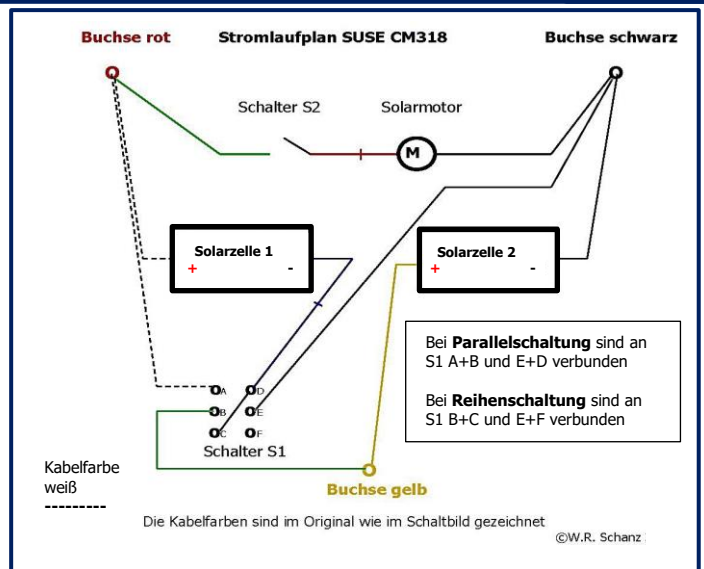 Buchse rot Stromlaufplan SUSE CM318 Buchse schwarz
Schalter S2 Solarmotor
M
Solarzelle 1
+ -
Solarzelle 2
+ -
Bei Parallelschaltung sind an
S1 A+B und E+D verbunden
Bei Reihenschaltung sind an
S1 B+C und E+F verbunden
A D
B E
C F
Schalter S1
Kabelfarbe
weiß
---------
Buchse gelb
Die Kabelfarben sind im Original wie im Schaltbild gezeichnet
©W.R. Schanz